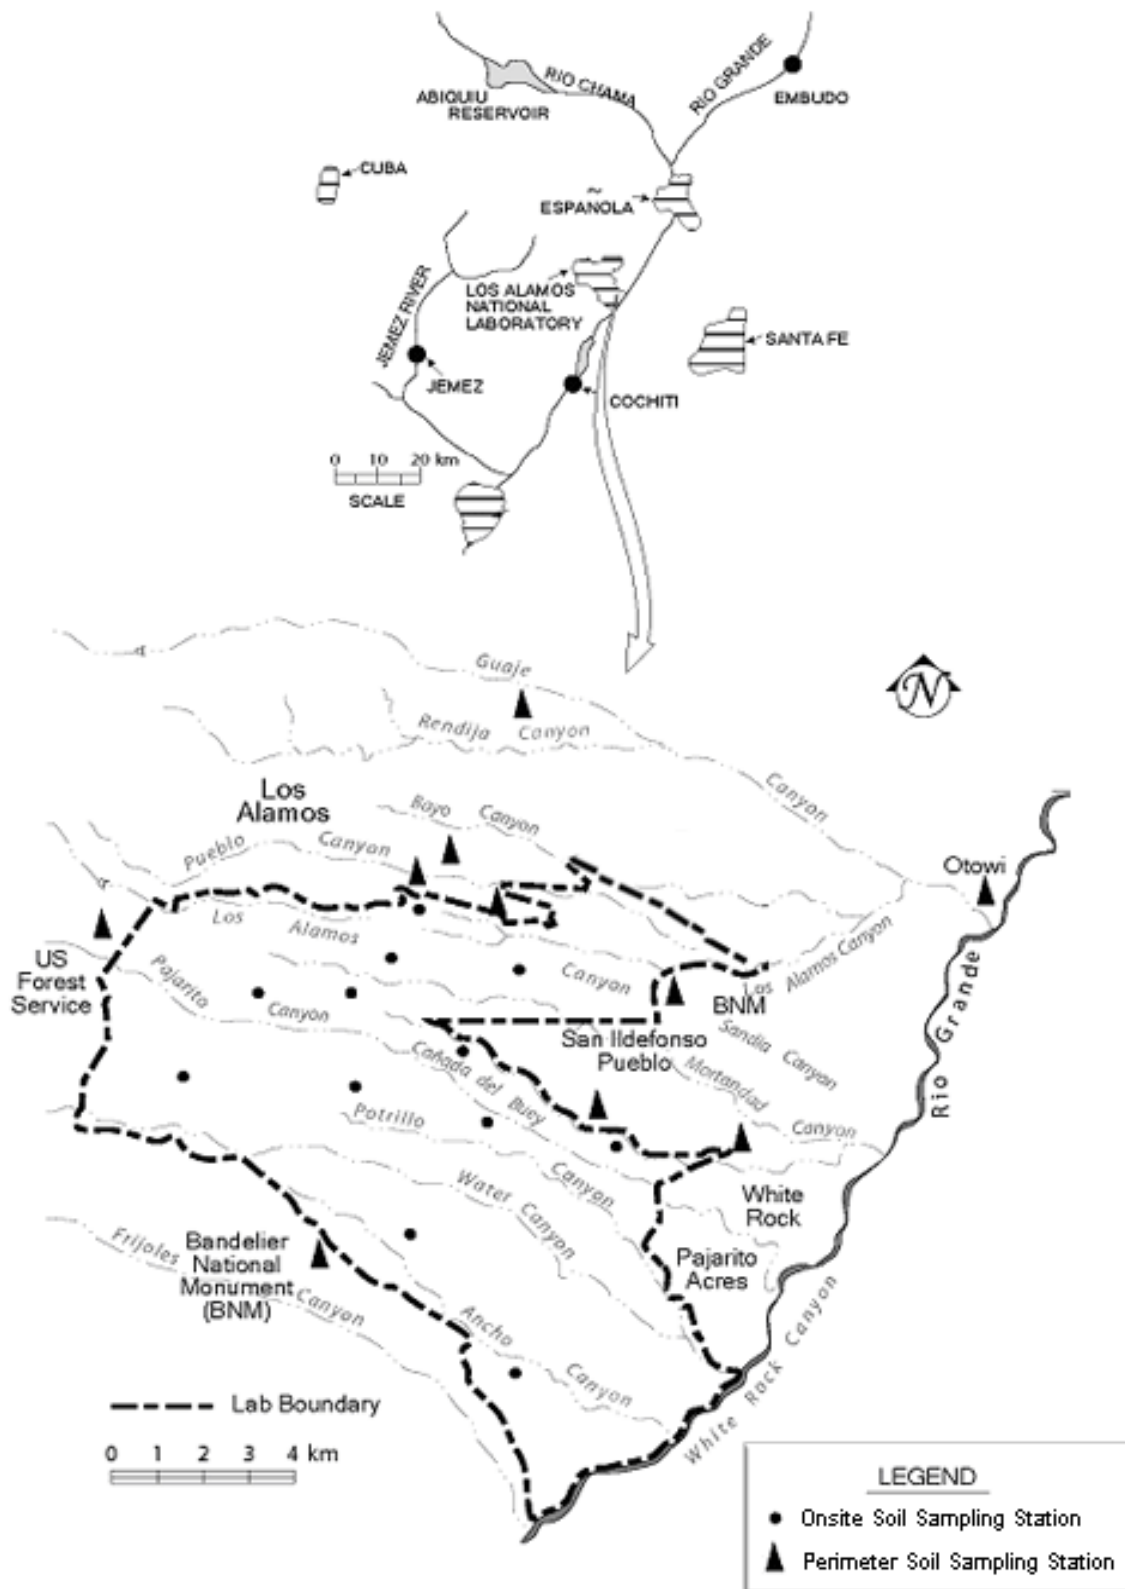 RIO CHAMA
RIO GRANDE
ABIQUIU
RESERVOIR
EMBUDO
CUBA
ESPAÑOLA
LOS ALAMOS
NATIONAL
LABORATORY
JEMEZ RIVER
SANTA FE
JEMEZ
COCHITI
0 10 20 km
SCALE
Guaje
N
Rendija Canyon
Canyon
Los
Alamos
Bayo Canyon
Pueblo Canyon
Otowi
Los Alamos Canyon
Los Alamos Canyon
US
Forest
Service
Pajarito Canyon
BNM
Rio Grande
San Ildefonso
Pueblo
Sandia Canyon
Cañada del Buey
Mortandad Canyon
Potrillo Canyon
Water Canyon
White
Rock
Pajarito
Acres
Bandelier
National
Monument
(BNM)
Frijoles Canyon
Ancho Canyon
White Rock Canyon
Lab Boundary
0 1 2 3 4 km
LEGEND
Onsite Soil Sampling Station
Perimeter Soil Sampling Station